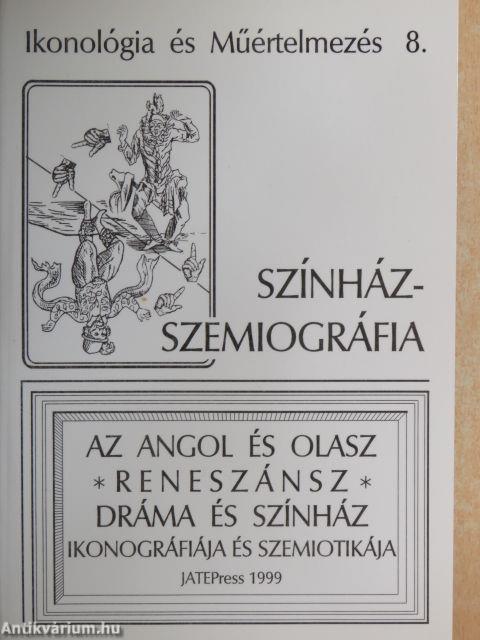 Ikonológia és Műértelmezés 8.
SZÍNHÁZ-
SZEMIOGRÁFIA
AZ ANGOL ÉS OLASZ
* RENESZÁNSZ *
DRÁMA ÉS SZÍNHÁZ
IKONOGRÁFIÁJA ÉS SZEMIOTIKÁJA
JATEPress 1999
Antikvárium.hu